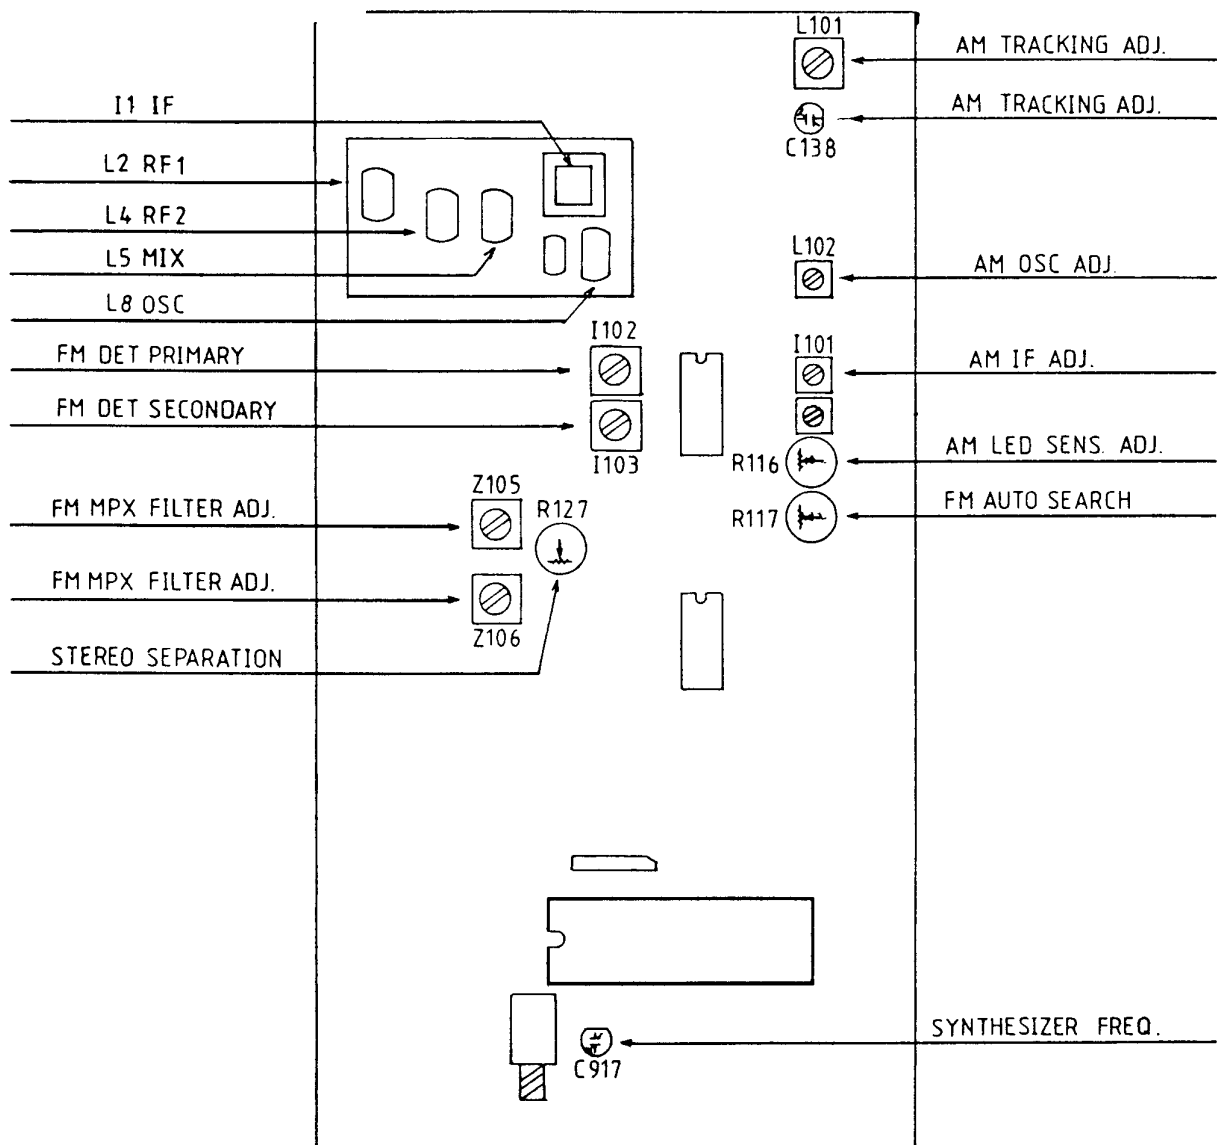 L101
AM TRACKING ADJ.
I1 IF
AM TRACKING ADJ.
C138
L2 RF1
L4 RF2
L5 MIX
L102
AM OSC ADJ.
L8 OSC
I102
I101
FM DET PRIMARY
AM IF ADJ.
FM DET SECONDARY
I103
R116
AM LED SENS. ADJ.
Z105
R127
R117
FM AUTO SEARCH
FM MPX FILTER ADJ.
FM MPX FILTER ADJ.
Z106
STEREO SEPARATION
SYNTHESIZER FREQ.
C917